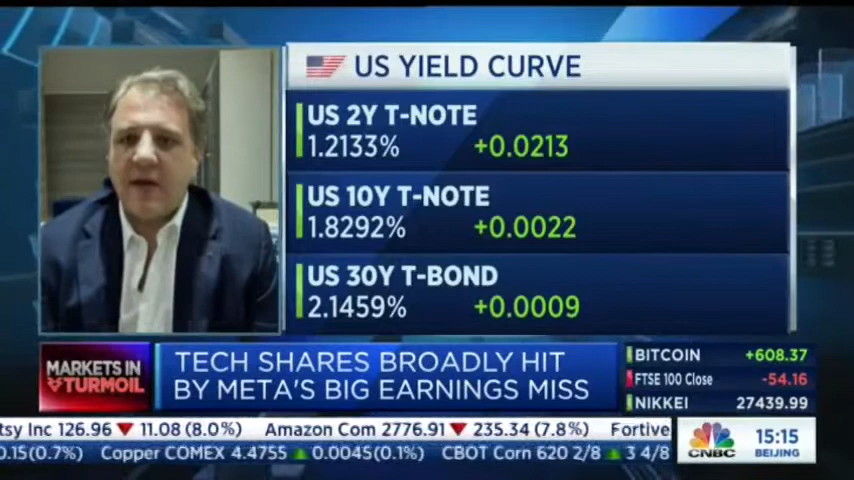 US YIELD CURVE
US 2Y T-NOTE
1.2133% +0.0213
US 10Y T-NOTE
1.8292% +0.0022
US 30Y T-BOND
2.1459% +0.0009
MARKETS IN
TURMOIL
TECH SHARES BROADLY HIT
BY META'S BIG EARNINGS MISS
BITCOIN +608.37
FTSE 100 Close -54.16
NIKKEI 27439.99
tsy Inc 126.96 ▼ 11.08 (8.0%) Amazon Com 2776.91 ▼ 235.34 (7.8%) Fortive
0.15(0.7%) Copper COMEX 4.4755 ▲ 0.0045(0.1%) CBOT Corn 620 2/8 ▲ 3 4/8
CNBC
15:15
BEIJING